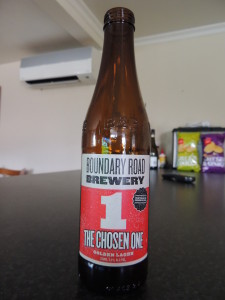 BOUNDARY ROAD
BREWERY
1
THE CHOSEN ONE
GOLDEN LAGER